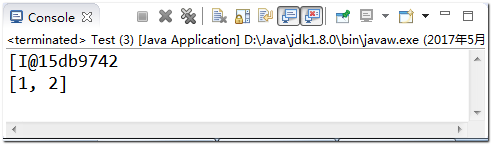 Console
<terminated> Test (3) [Java Application] D:\Java\jdk1.8.0\bin\javaw.exe (2017年5月
[I@15db9742
[1, 2]